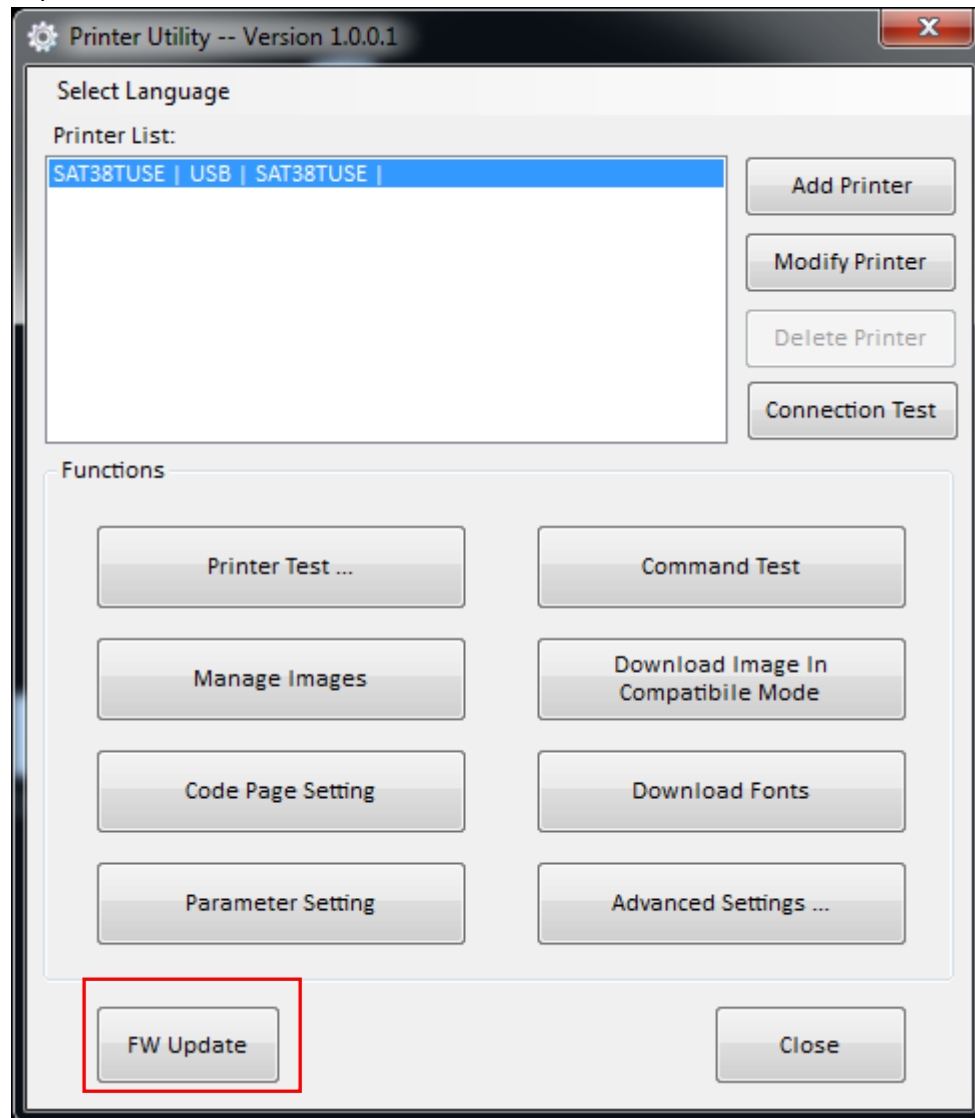 Printer Utility -- Version 1.0.0.1
Select Language
Printer List:
SAT38TUSE | USB | SAT38TUSE |
Add Printer
Modify Printer
Delete Printer
Connection Test
Functions
Printer Test ...
Command Test
Manage Images
Download Image In
Compatibile Mode
Code Page Setting
Download Fonts
Parameter Setting
Advanced Settings ...
FW Update
Close